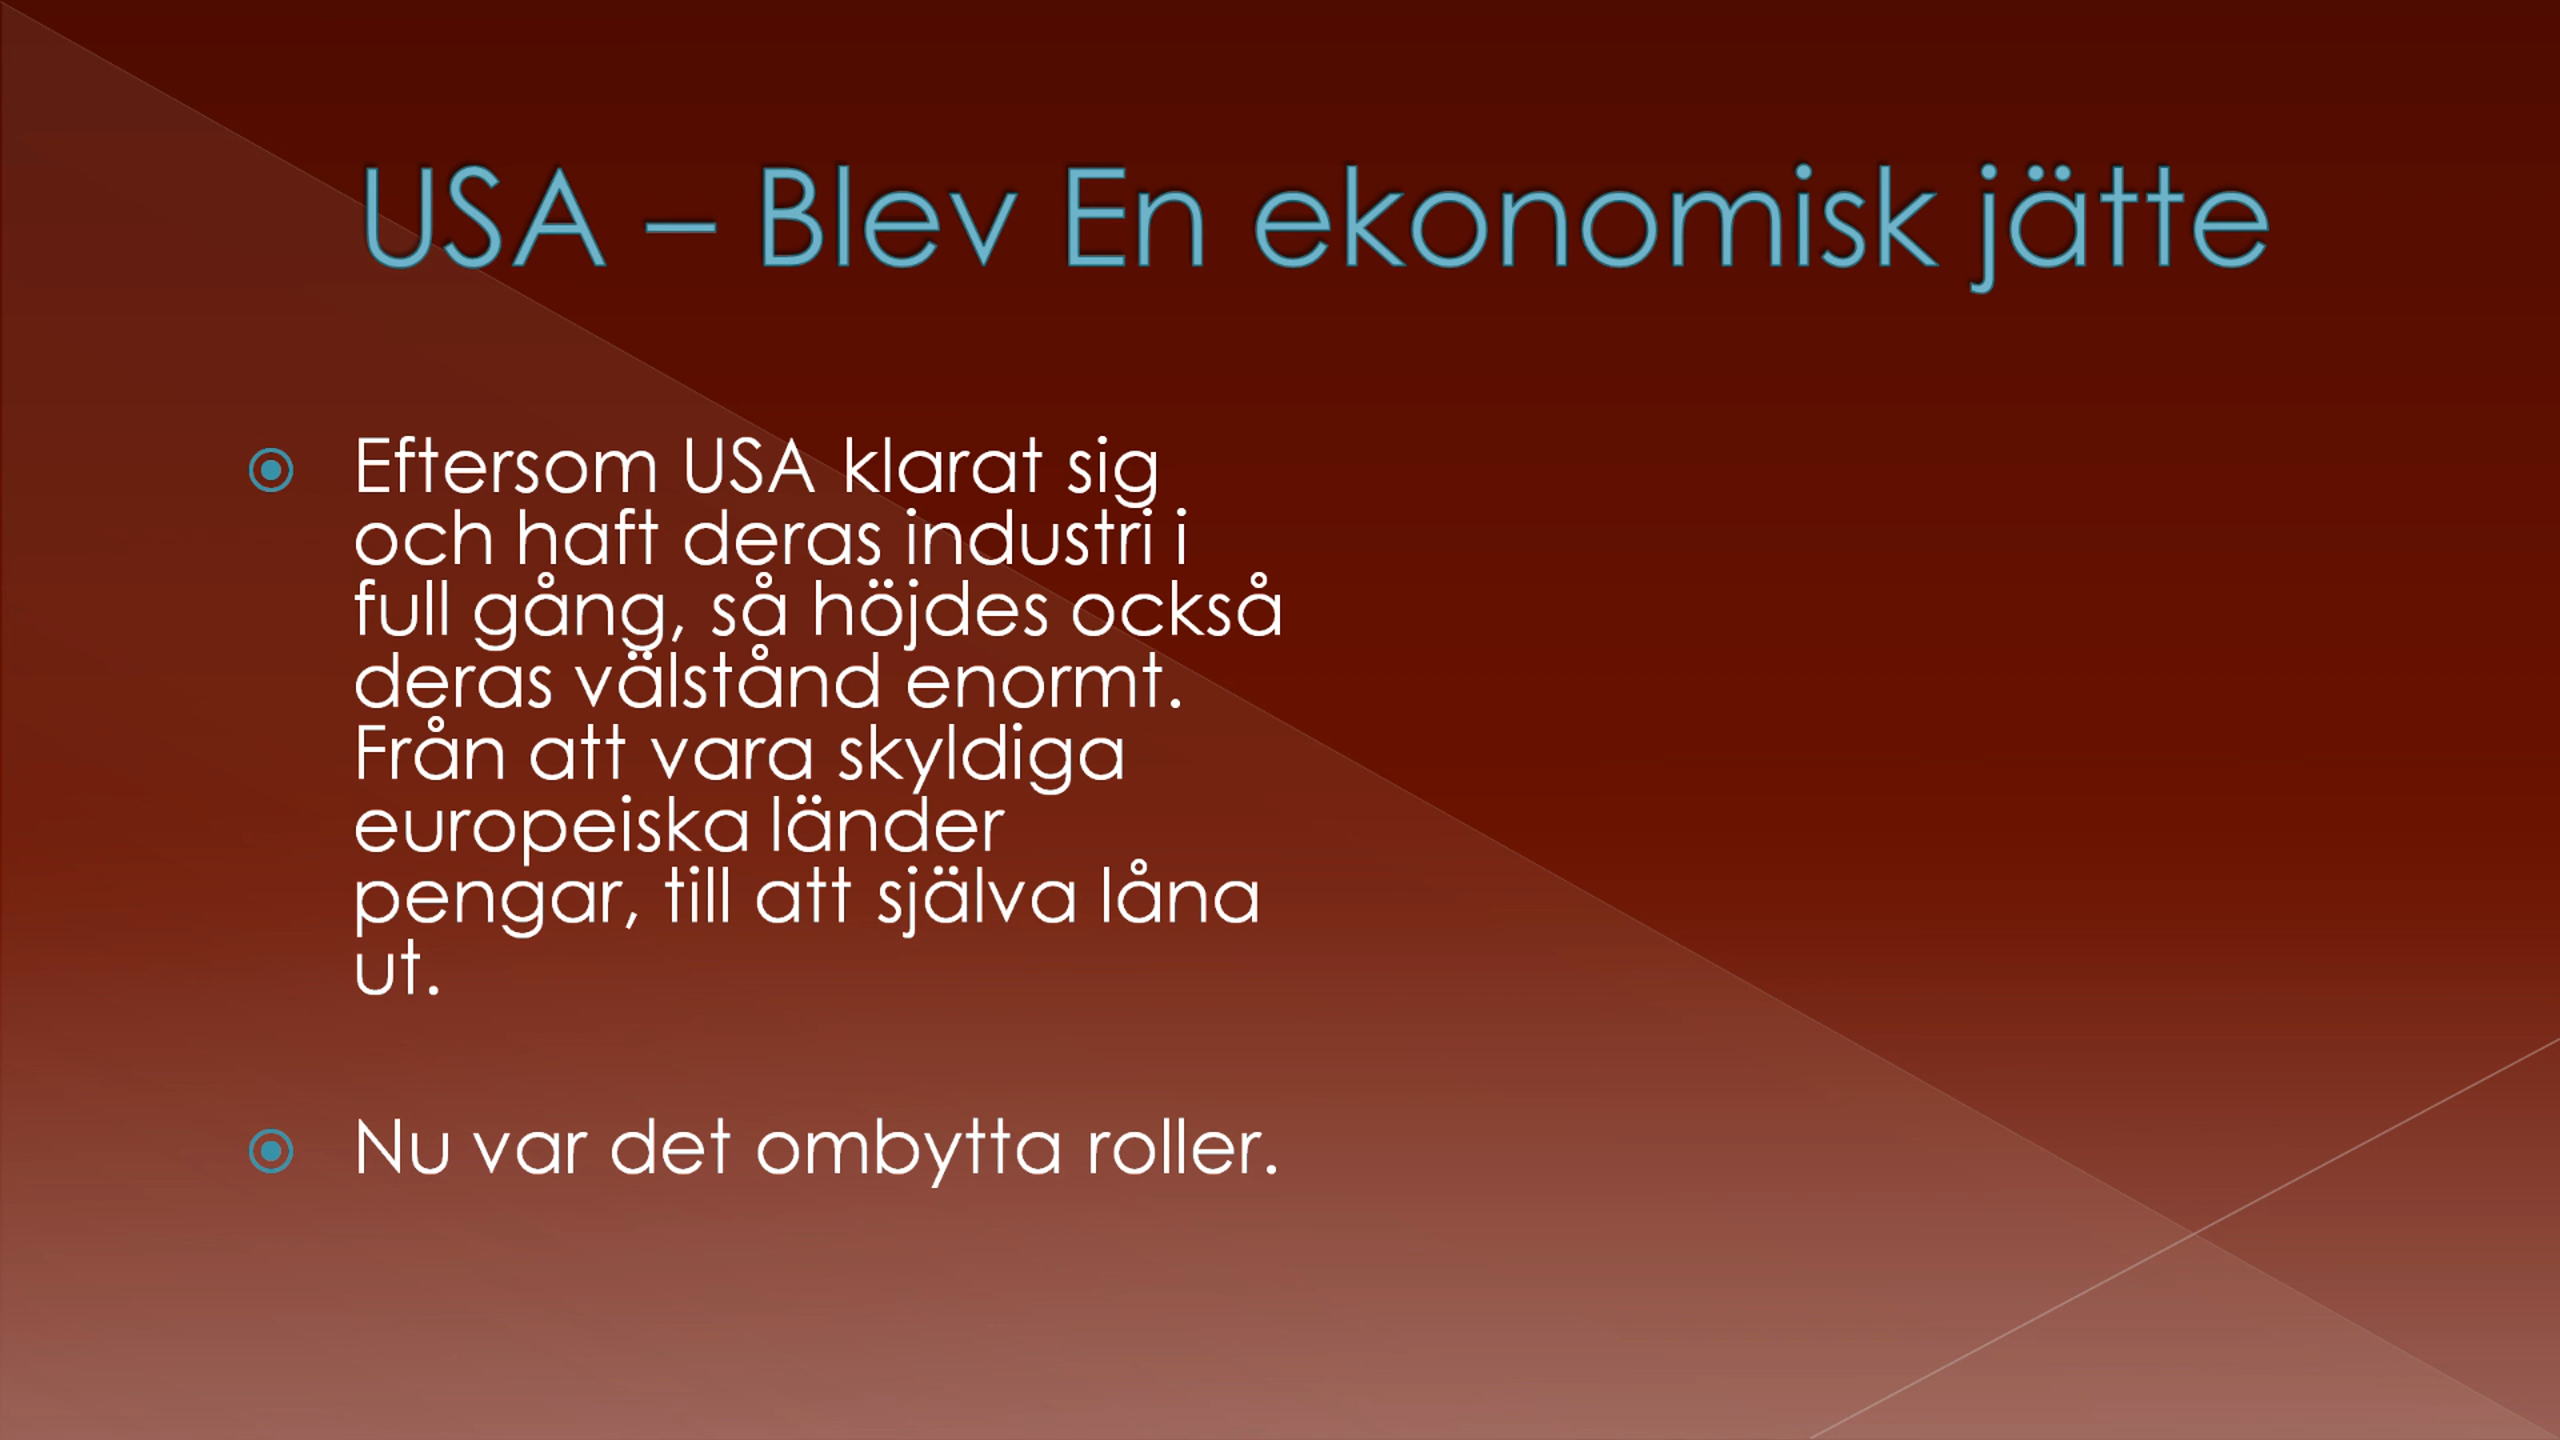 USA – Blev En ekonomisk jätte
Eftersom USA klarat sig
och haft deras industri i
full gång, så höjdes också
deras välstånd enormt.
Från att vara skyldiga
europeiska länder
pengar, till att själva låna
ut.
Nu var det ombytta roller.